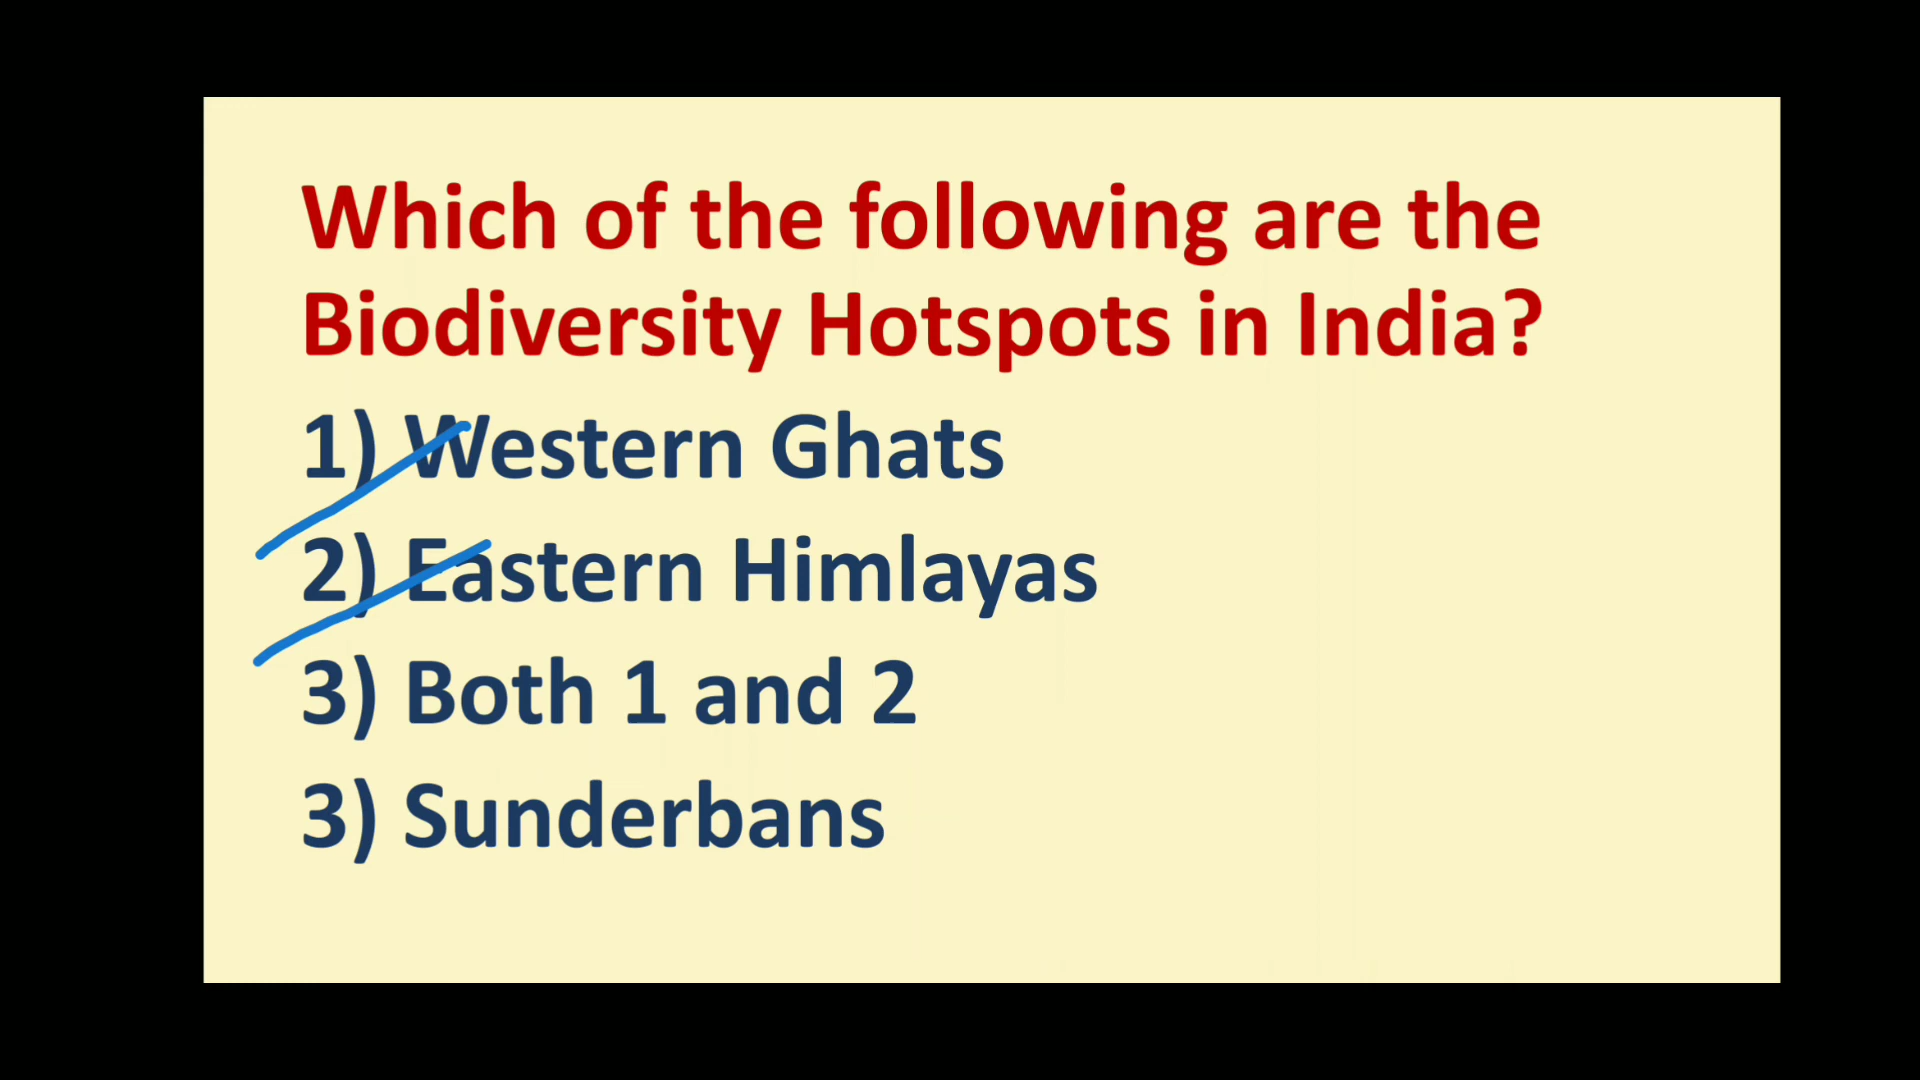 Which of the following are the
Biodiversity Hotspots in India?
1) Western Ghats
2) Eastern Himlayas
3) Both 1 and 2
3) Sunderbans